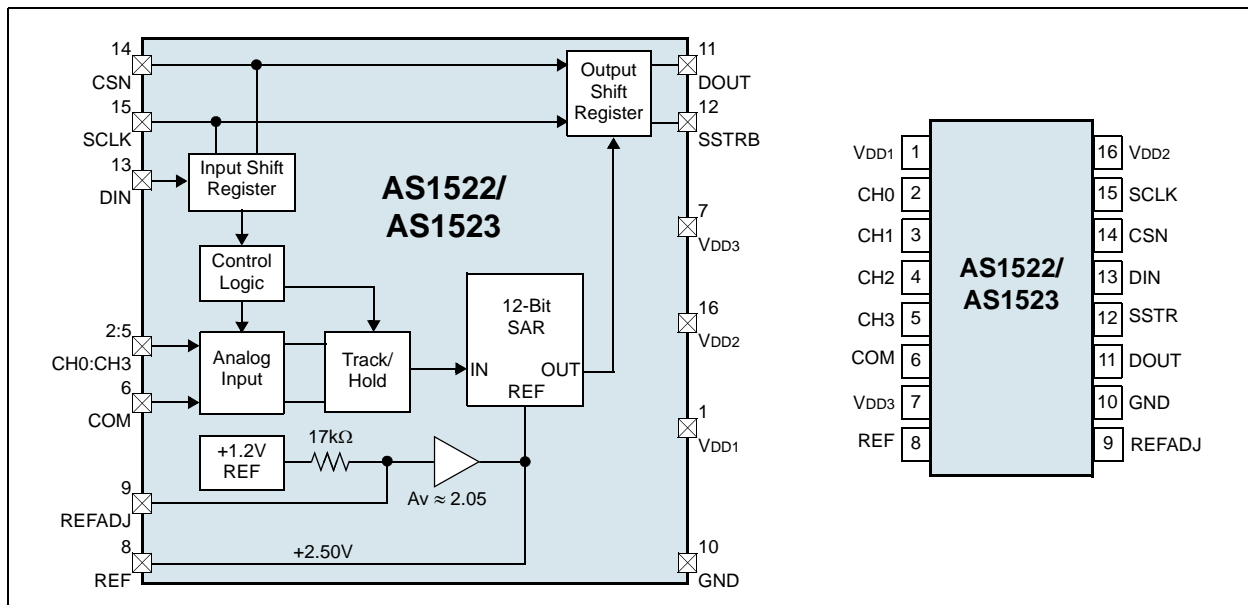 14
CSN
15
SCLK
13
DIN
2:5
CH0:CH3
6
COM
9
REFADJ
8
REF
Input Shift
Register
Control
Logic
Analog
Input
Track/
Hold
+1.2V
REF
17kΩ
Av ≈ 2.05
+2.50V
AS1522/
AS1523
12-Bit
SAR
IN
OUT
REF
Output
Shift
Register
11
DOUT
12
SSTRB
7
VDD3
16
VDD2
1
VDD1
10
GND
VDD1 1
CH0 2
CH1 3
CH2 4
CH3 5
COM 6
VDD3 7
REF 8
AS1522/
AS1523
16 VDD2
15 SCLK
14 CSN
13 DIN
12 SSTR
11 DOUT
10 GND
9 REFADJ